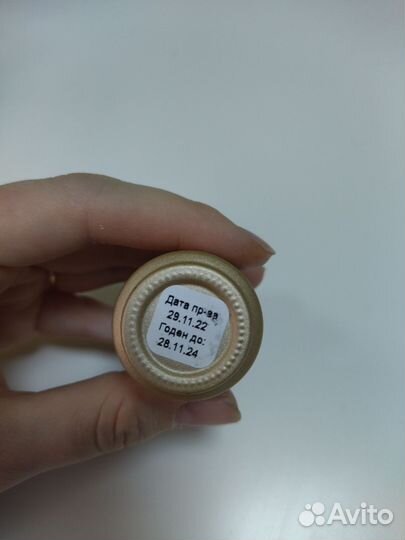 Дата пр-ва
29.11.22
Годен до:
28.11.24
Avito